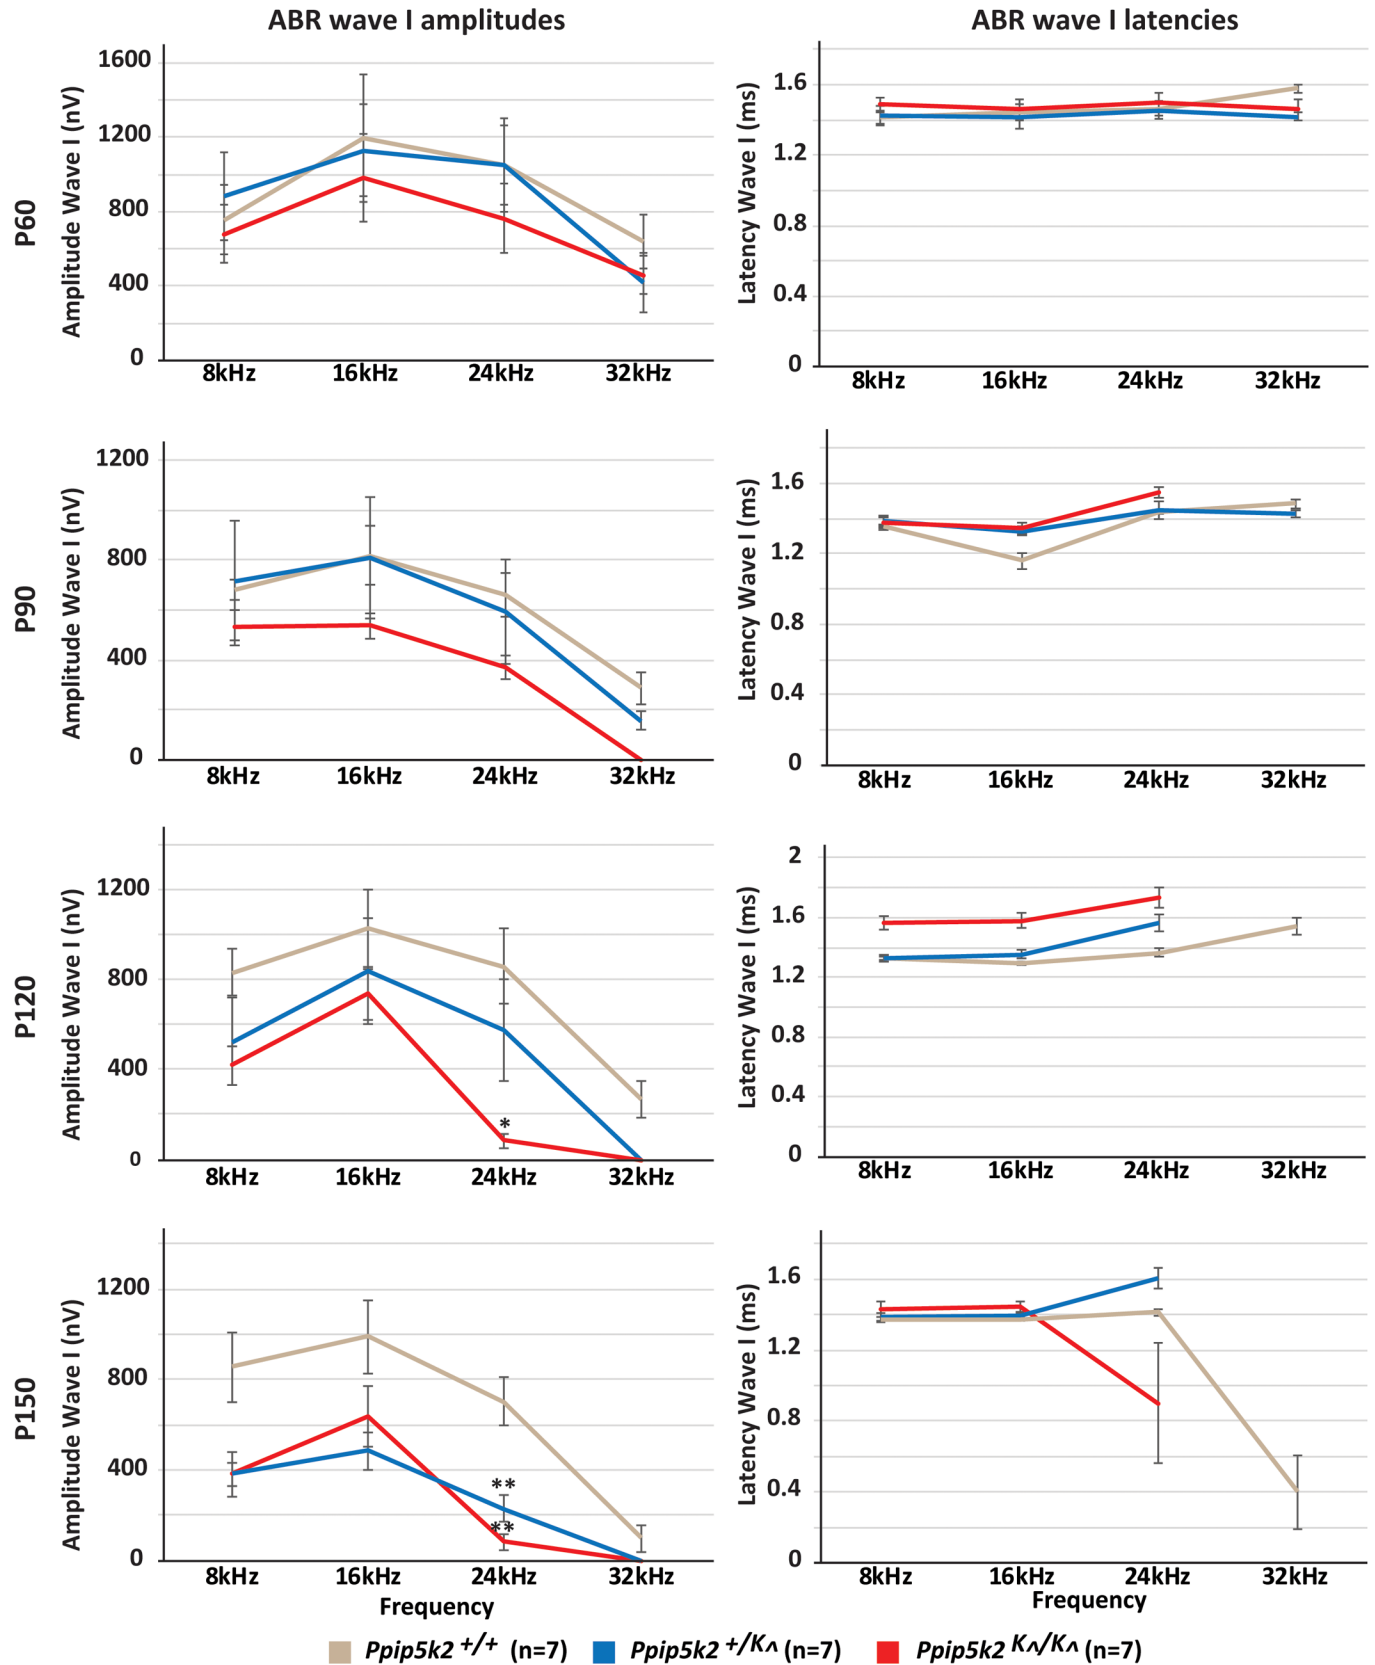 ABR wave I amplitudes
ABR wave I latencies
P60
Amplitude Wave I (nV)
1600
1200
800
400
0
8kHz 16kHz 24kHz 32kHz
Latency Wave I (ms)
1.6
1.2
0.8
0.4
0
8kHz 16kHz 24kHz 32kHz
P90
Amplitude Wave I (nV)
1200
800
400
0
8kHz 16kHz 24kHz 32kHz
Latency Wave I (ms)
1.6
1.2
0.8
0.4
0
8kHz 16kHz 24kHz 32kHz
P120
Amplitude Wave I (nV)
1200
800
400
0
*
8kHz 16kHz 24kHz 32kHz
Latency Wave I (ms)
2
1.6
1.2
0.8
0.4
0
8kHz 16kHz 24kHz 32kHz
P150
Amplitude Wave I (nV)
1200
800
400
0
**
**
8kHz 16kHz 24kHz 32kHz
Frequency
Latency Wave I (ms)
1.6
1.2
0.8
0.4
0
8kHz 16kHz 24kHz 32kHz
Frequency
Ppip5k2 +/+ (n=7) Ppip5k2 +/K^ (n=7) Ppip5k2 K^/K^ (n=7)